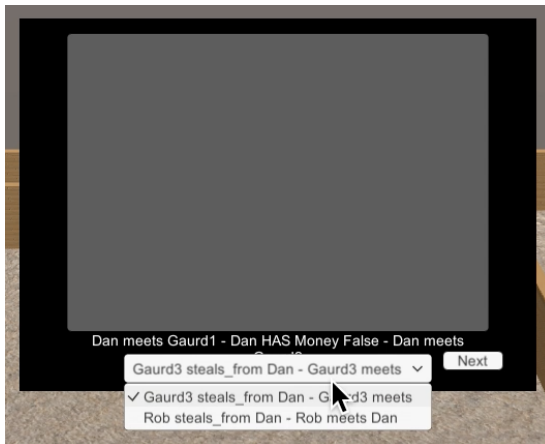 Dan meets Gaurd1 - Dan HAS Money False - Dan meets
Gaurd3 steals_from Dan - Gaurd3 meets
Next
✓ Gaurd3 steals_from Dan - Gaurd3 meets
Rob steals_from Dan - Rob meets Dan